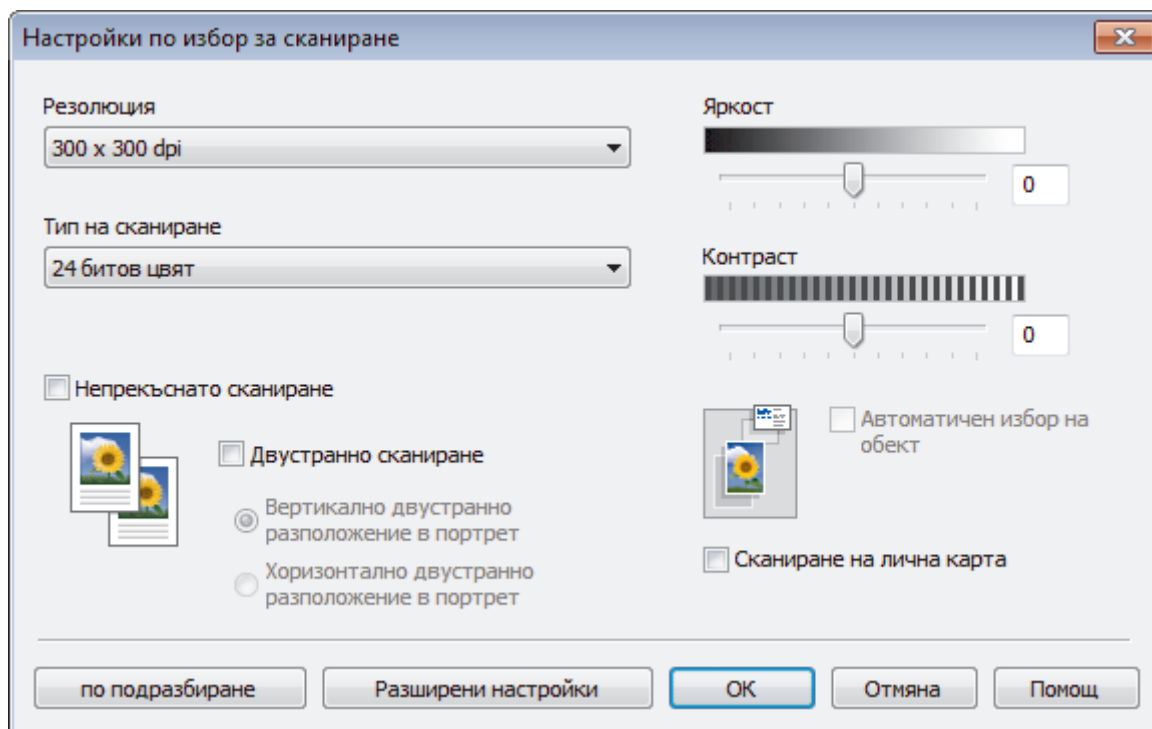 Настройки по избор за сканиране
Резолюция
300 x 300 dpi
Тип на сканиране
24 битов цвят
Непрекъснато сканиране
Двустранно сканиране
Вертикално двустранно
разположение в портрет
Хоризонтално двустранно
разположение в портрет
Яркост
0
Контраст
0
Автоматичен избор на
обект
Сканиране на лична карта
по подразбиране
Разширени настройки
OK
Отмяна
Помощ